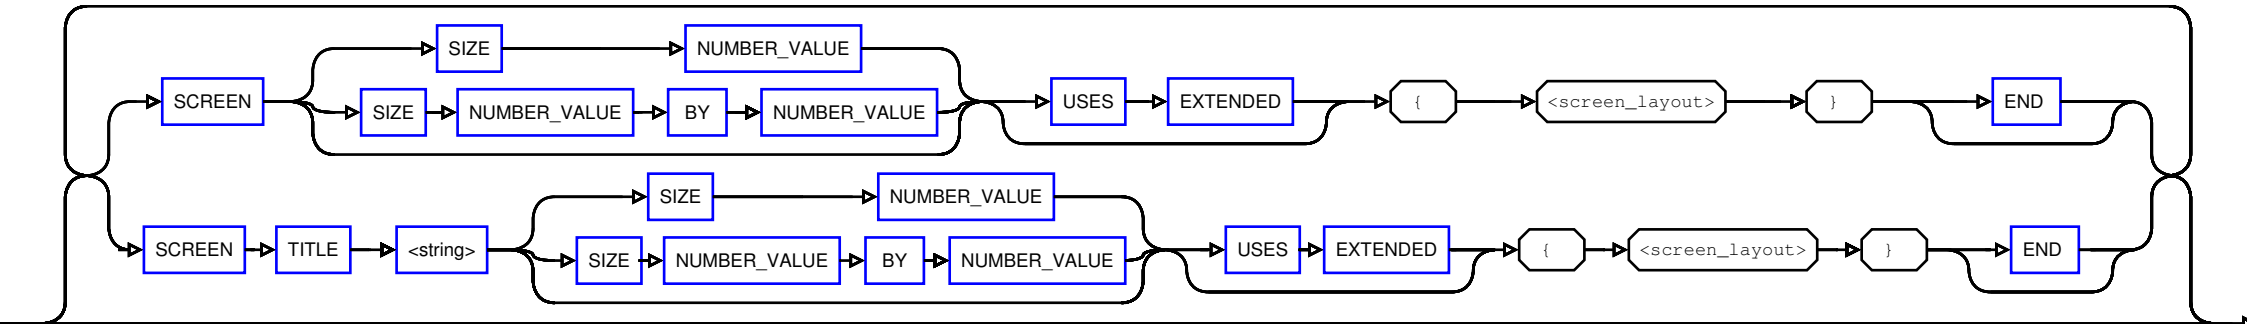 SIZE NUMBER_VALUE
SCREEN USES EXTENDED { <screen_layout> } END
SIZE NUMBER_VALUE BY NUMBER_VALUE
SIZE NUMBER_VALUE
SCREEN TITLE <string> USES EXTENDED { <screen_layout> } END
SIZE NUMBER_VALUE BY NUMBER_VALUE